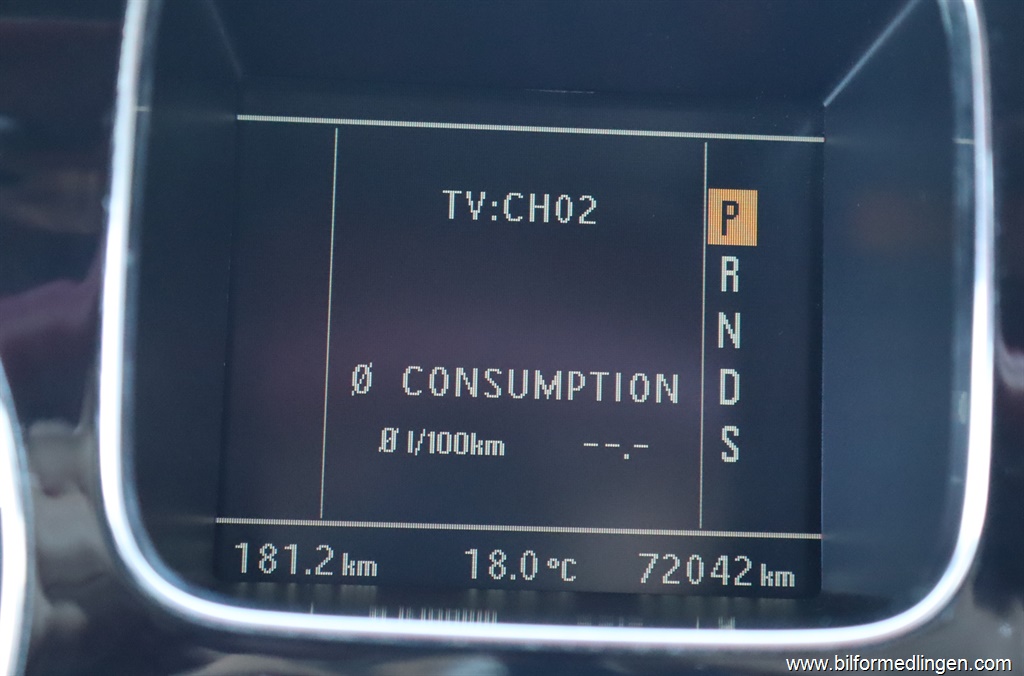 TV:CH02
P
R
N
D
S
Ø CONSUMPTION
Ø l/100km --.-
181.2 km 18.0 °C 72042 km
www.bilformedlingen.com